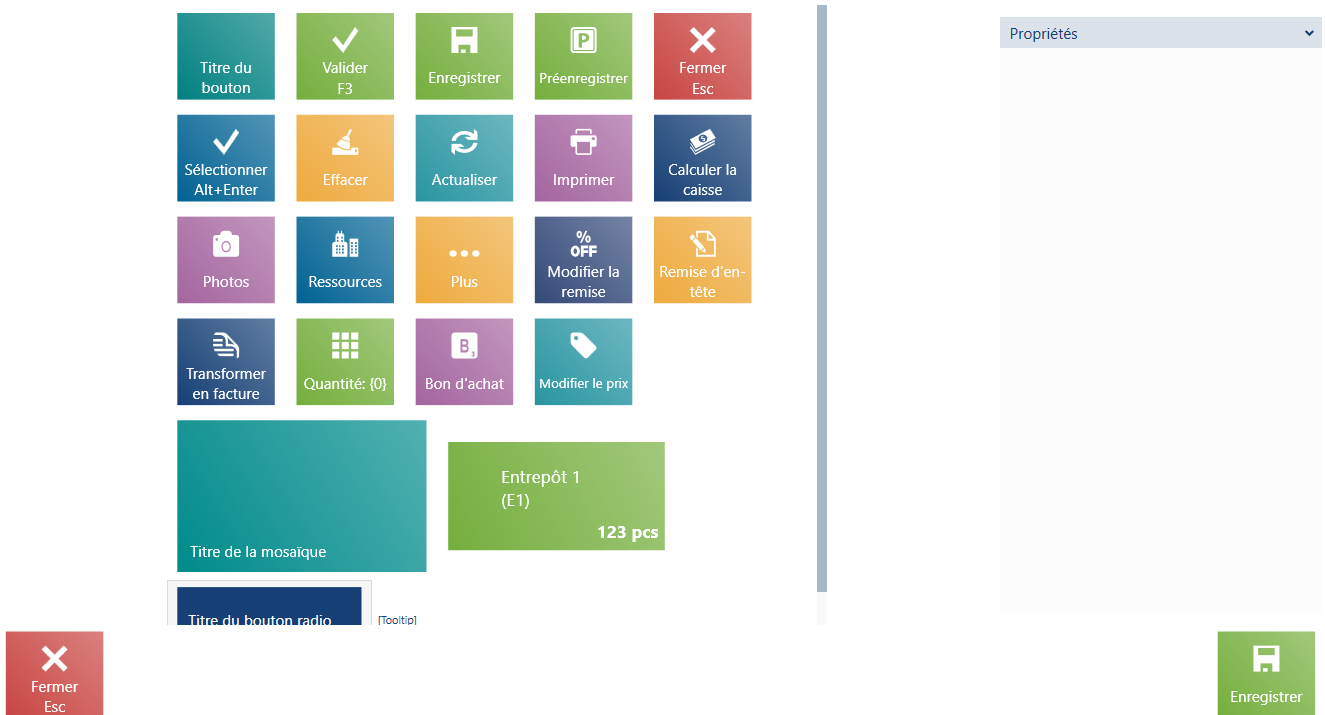 Propriétés
Titre du
bouton
Valider
F3
Enregistrer
P
Préenregistrer
Fermer
Esc
Sélectionner
Alt+Enter
Effacer
Actualiser
Imprimer
Calculer la
caisse
Photos
Ressources
Plus
%
OFF
Modifier la
remise
Remise d'en-
tête
Transformer
en facture
Quantité: {0}
B3
Bon d'achat
Modifier le prix
Titre de la mosaïque
Entrepôt 1
(E1)
123 pcs
Titre du bouton radio
[Tooltip]
Fermer
Esc
Enregistrer